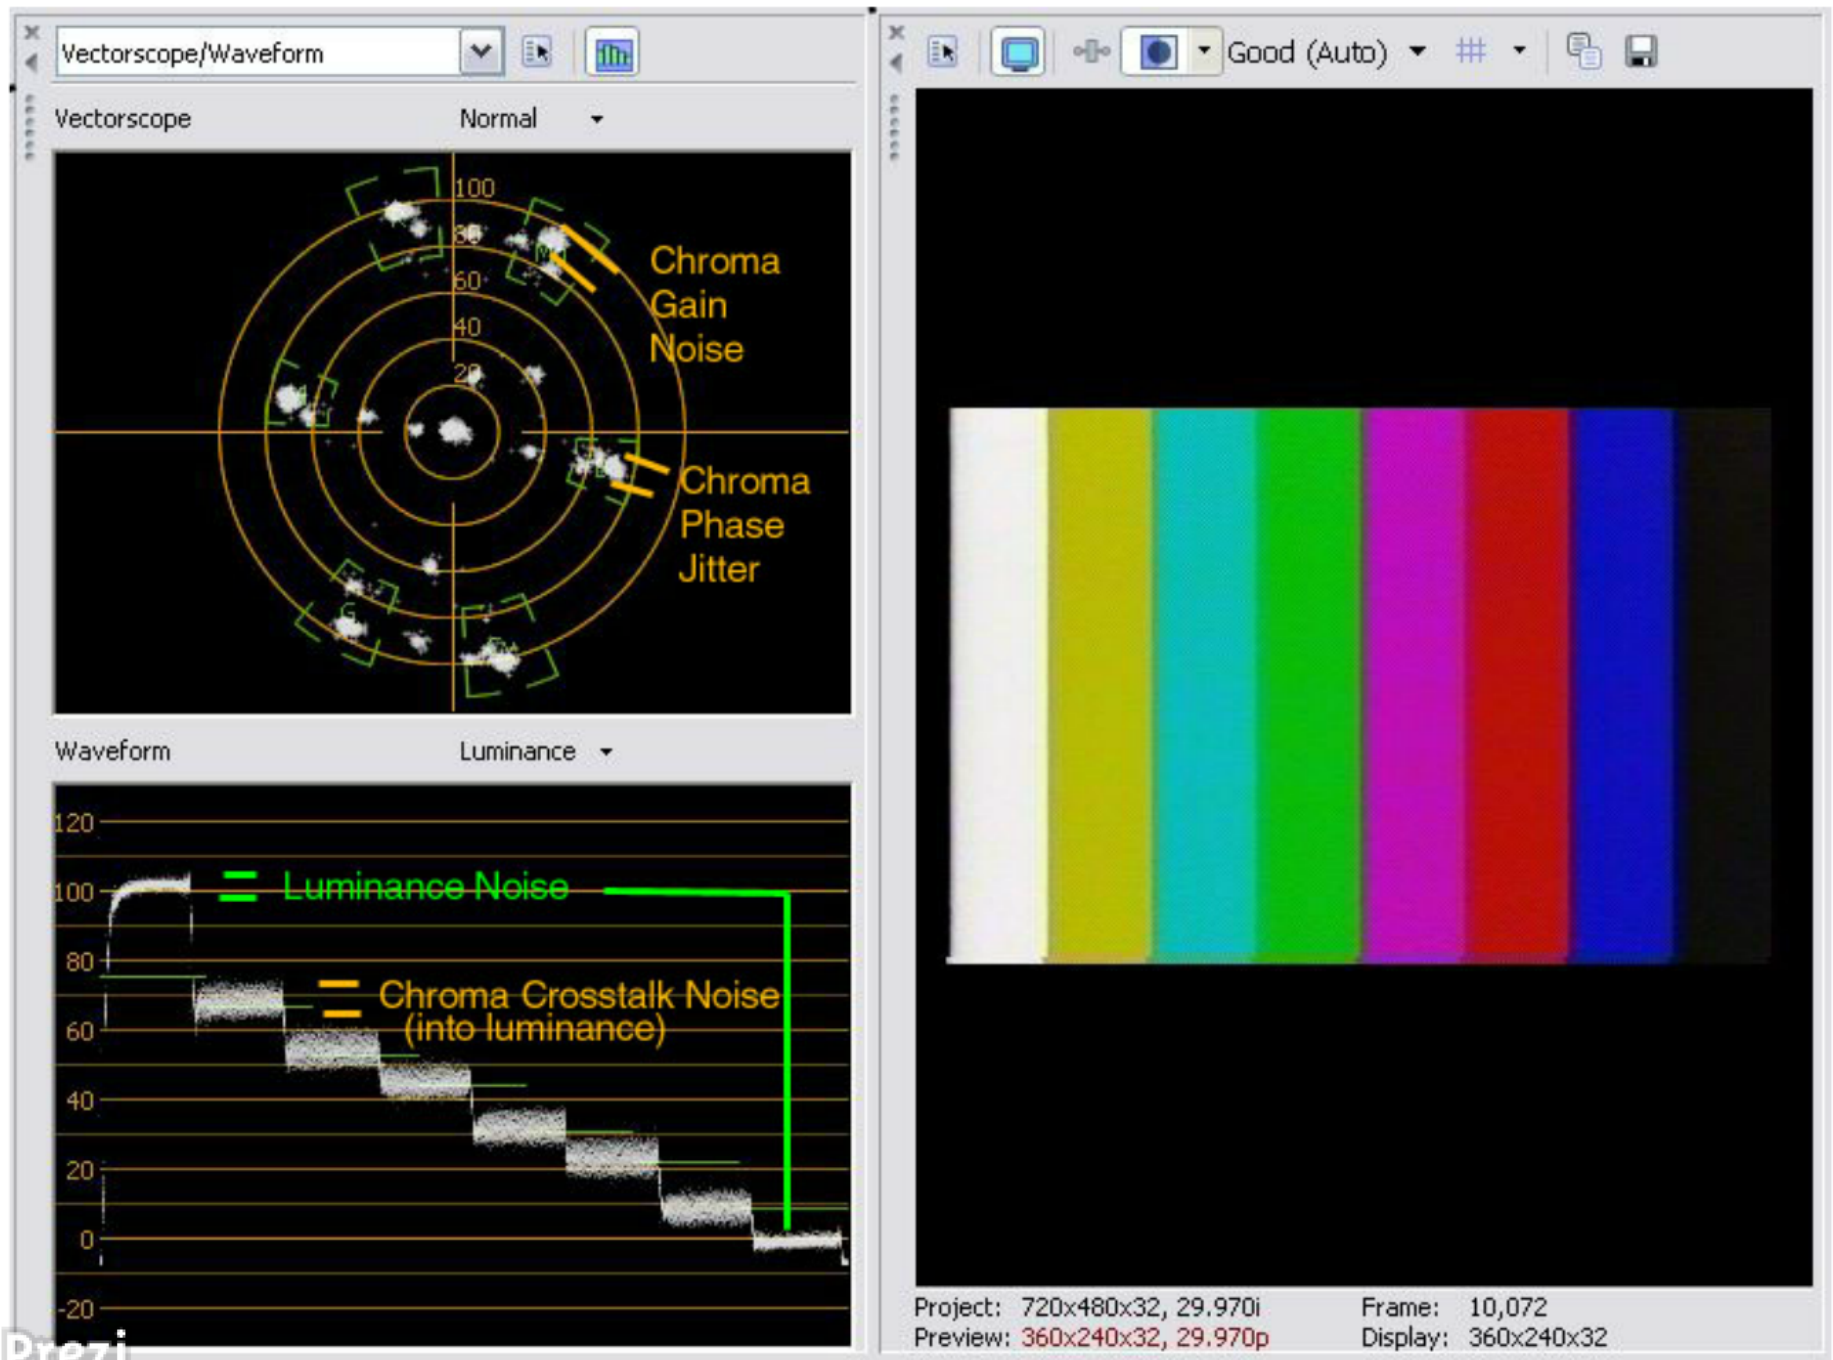 Vectorscope/Waveform
Vectorscope
Normal
100
80
60
40
20
Chroma
Gain
Noise
Chroma
Phase
Jitter
G
Waveform
Luminance
120
100
80
60
40
20
0
-20
Luminance Noise
Chroma Crosstalk Noise
(into luminance)
Prezi
Good (Auto)
Project: 720x480x32, 29.970i
Frame: 10,072
Preview: 360x240x32, 29.970p
Display: 360x240x32